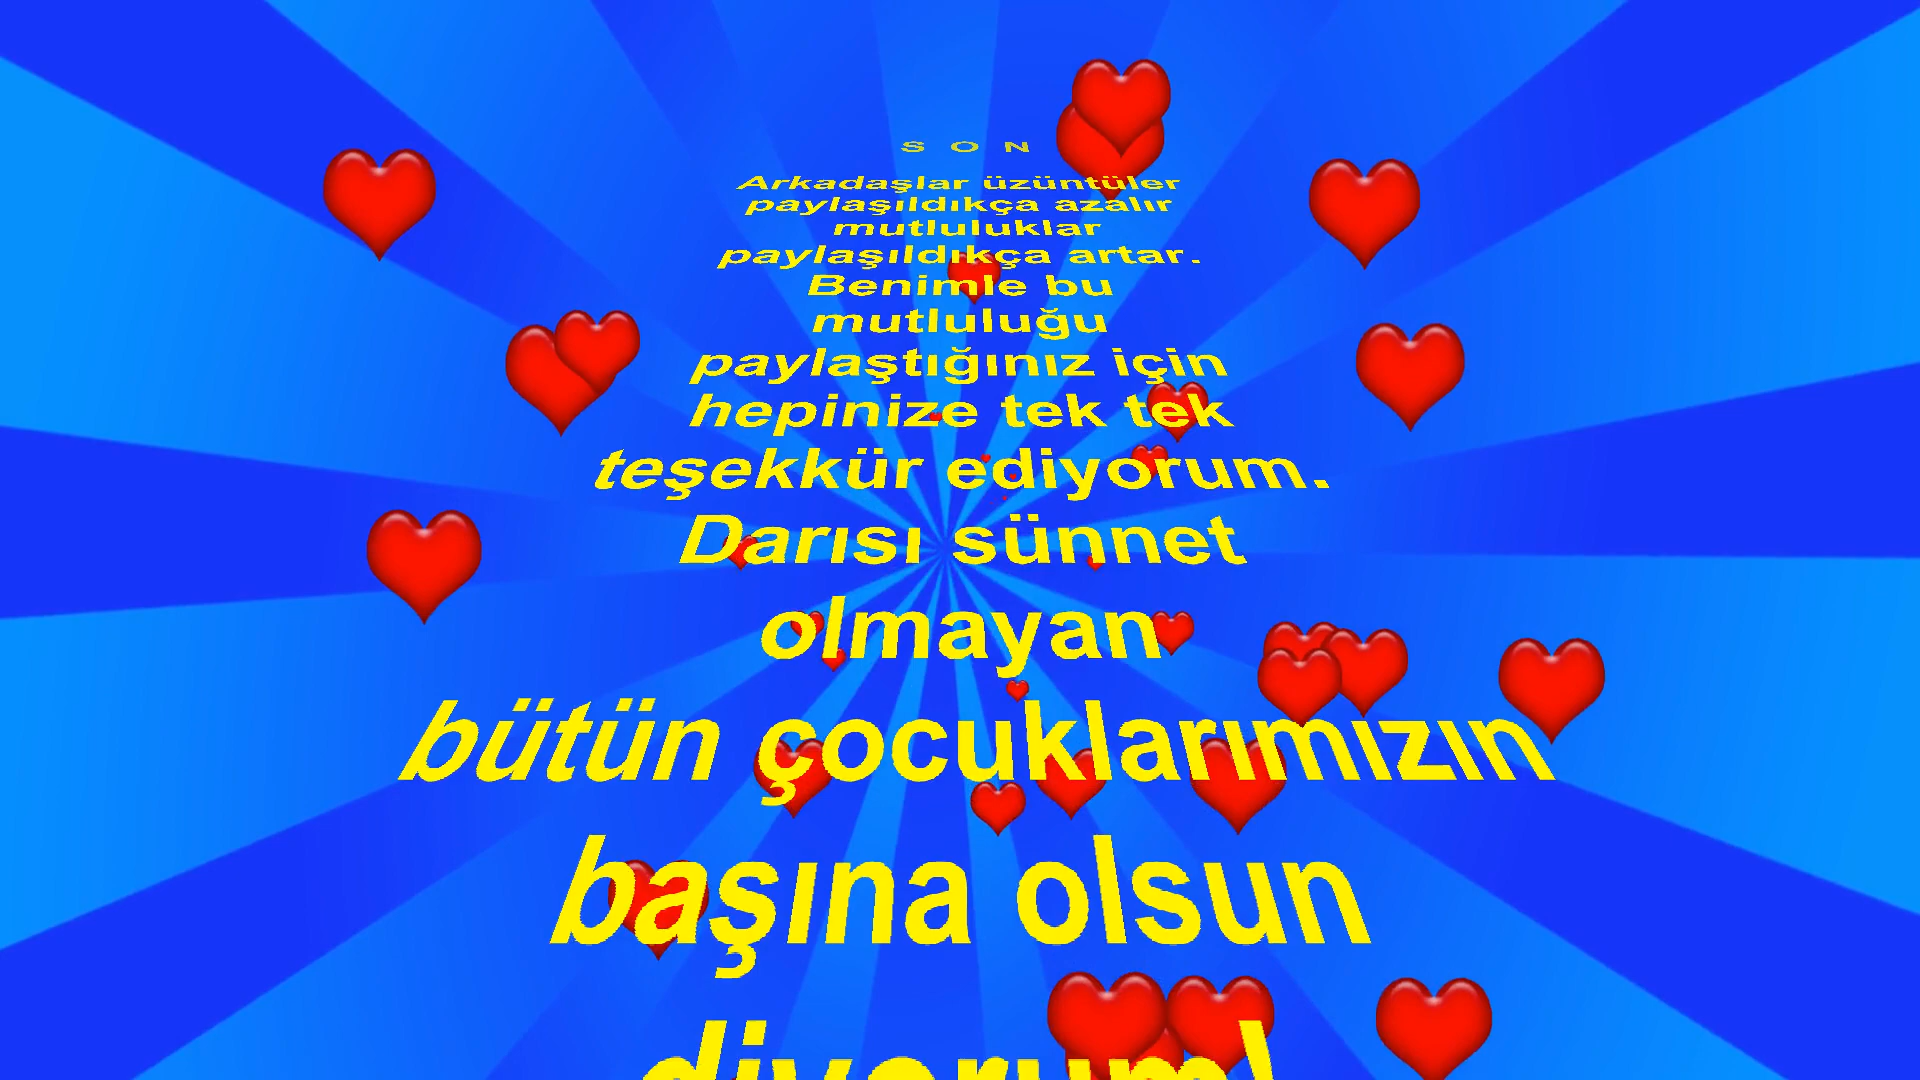 S O N
Arkadaşlar üzüntüler
paylaşıldıkça azalır
mutluluklar
paylaşıldıkça artar.
Benimle bu
mutluluğu
paylaştığınız için
hepinize tek tek
teşekkür ediyorum.
Darısı sünnet
olmayan
bütün çocuklarımızın
başına olsun
diyorum!